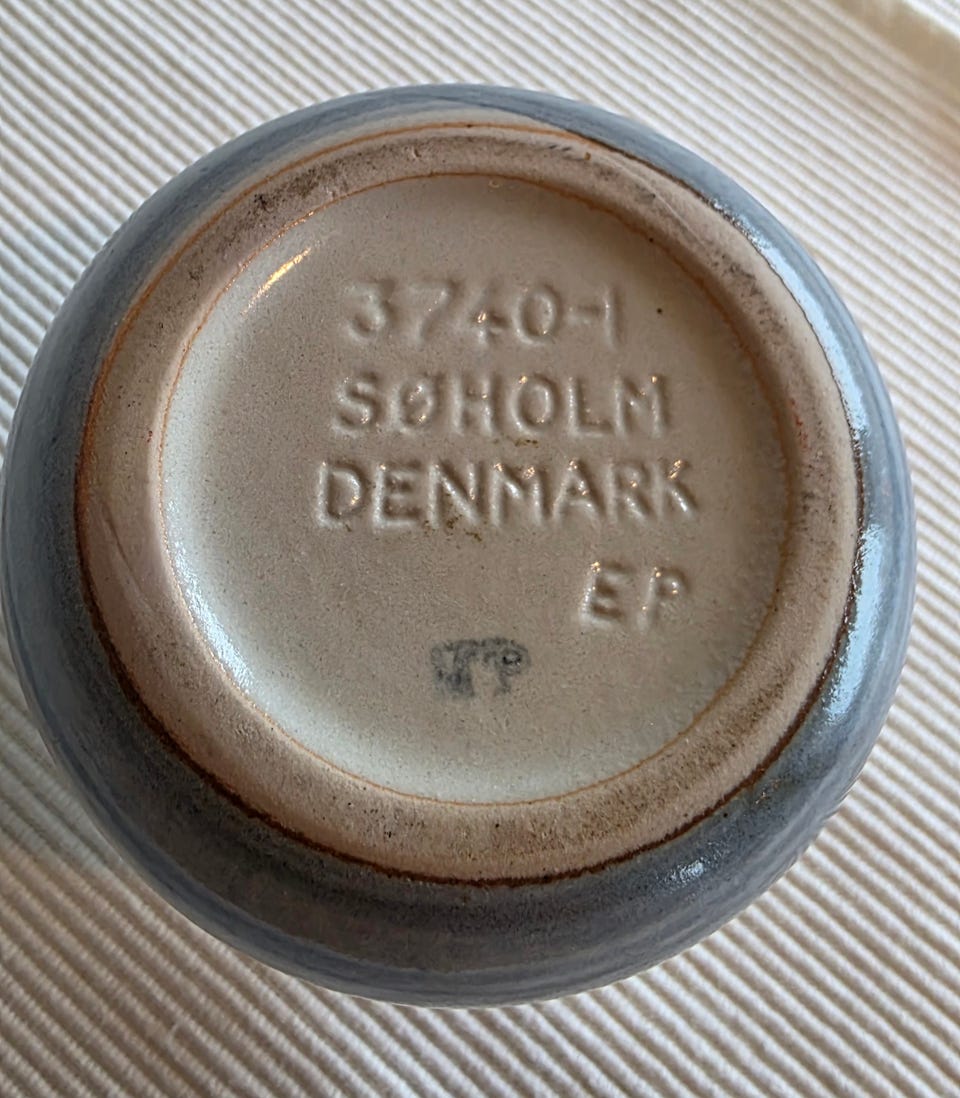 3740-1
SØHOLM
DENMARK
EP